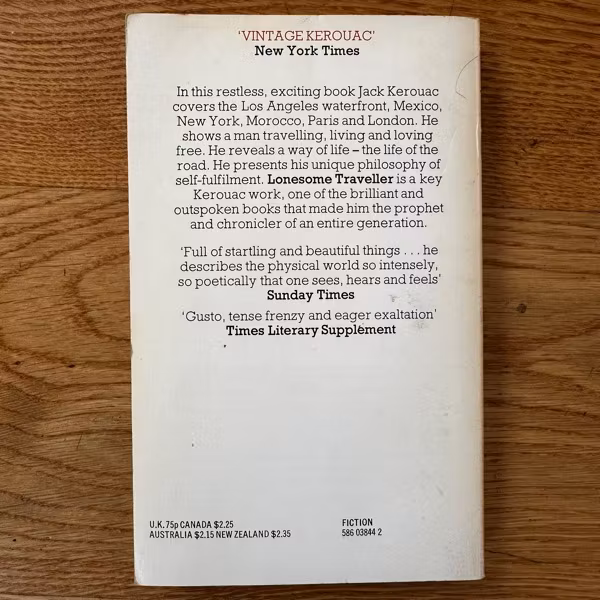 ‘VINTAGE KEROUAC’
New York Times
In this restless, exciting book Jack Kerouac
covers the Los Angeles waterfront, Mexico,
New York, Morocco, Paris and London. He
shows a man travelling, living and loving
free. He reveals a way of life – the life of the
road. He presents his unique philosophy of
self-fulfilment. Lonesome Traveller is a key
Kerouac work, one of the brilliant and
outspoken books that made him the prophet
and chronicler of an entire generation.
‘Full of startling and beautiful things . . . he
describes the physical world so intensely,
so poetically that one sees, hears and feels’
Sunday Times
‘Gusto, tense frenzy and eager exaltation’
Times Literary Supplement
U.K. 75p CANADA $2.25
AUSTRALIA $2.15 NEW ZEALAND $2.35
FICTION
586 03844 2